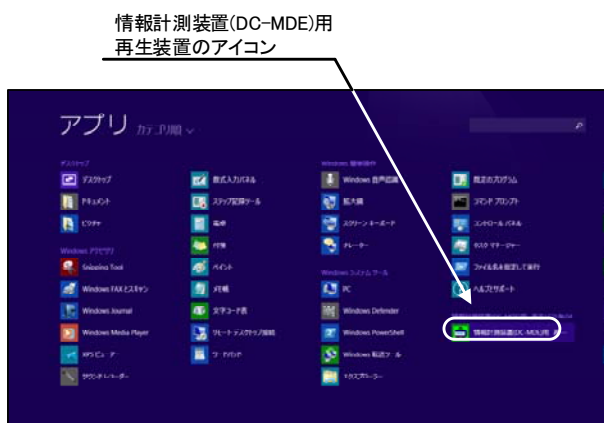 情報計測装置(DC-MDE)用
再生装置のアイコン
アプリ カテゴリ順
デスクトップ
デスクトップ
ドキュメント
ピクチャ
Windows アクセサリ
Snipping Tool
Windows FAX とスキャン
Windows Journal
Windows Media Player
XPS ビューアー
サウンド レコーダー
数式入力パネル
ステップ記録ツール
電卓
付箋
ペイント
メモ帳
文字コード表
リモート デスクトップ接続
ワードパッド
Windows 簡単操作
Windows 音声認識
拡大鏡
スクリーン キーボード
ナレーター
Windows システム ツール
PC
Windows Defender
Windows PowerShell
Windows 転送ツール
エクスプローラー
既定のプログラム
コマンド プロンプト
コントロール パネル
タスク マネージャー
ファイル名を指定して実行
ヘルプとサポート
情報計測装置(DC-MDE)用